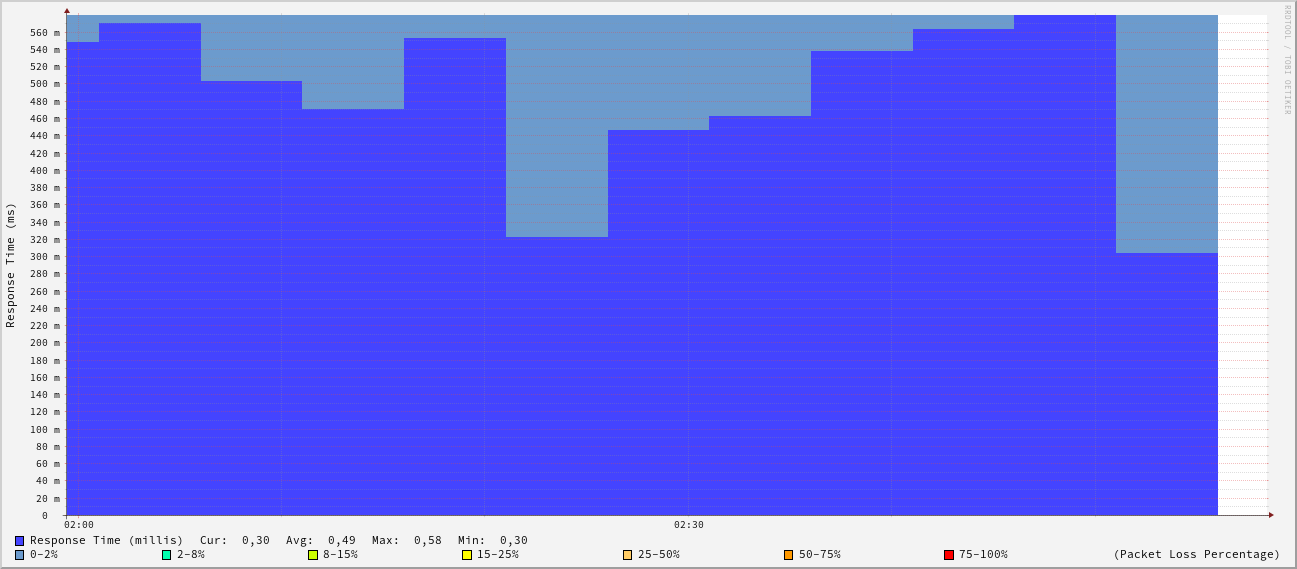 RRDTOOL / TOBI OETIKER
Response Time (ms)
560 m
540 m
520 m
500 m
480 m
460 m
440 m
420 m
400 m
380 m
360 m
340 m
320 m
300 m
280 m
260 m
240 m
220 m
200 m
180 m
160 m
140 m
120 m
100 m
80 m
60 m
40 m
20 m
0
02:00 02:30
Response Time (millis) Cur: 0,30 Avg: 0,49 Max: 0,58 Min: 0,30
0-2% 2-8% 8-15% 15-25% 25-50% 50-75% 75-100% (Packet Loss Percentage)